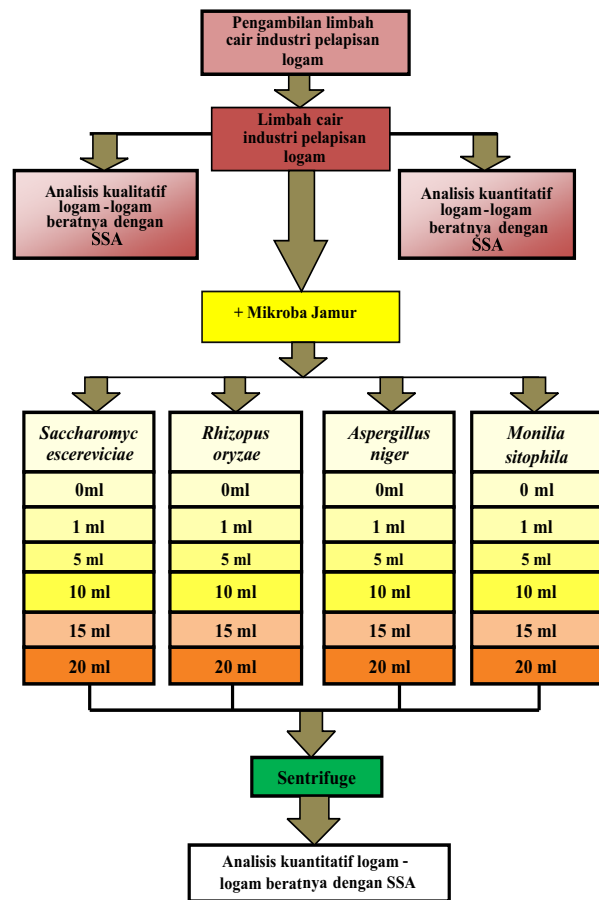 Pengambilan limbah
cair industri pelapisan
logam
Limbah cair
industri pelapisan
logam
Analisis kualitatif
logam -logam
beratnya dengan
SSA
Analisis kuantitatif
logam-logam
beratnya dengan
SSA
+ Mikroba Jamur
Saccharomyc
escereviciae
0ml
1 ml
5 ml
10 ml
15 ml
20 ml
Rhizopus
oryzae
0ml
1 ml
5 ml
10 ml
15 ml
20 ml
Aspergillus
niger
0ml
1 ml
5 ml
10 ml
15 ml
20 ml
Monilia
sitophila
0 ml
1 ml
5 ml
10 ml
15 ml
20 ml
Sentrifuge
Analisis kuantitatif logam -
logam beratnya dengan SSA